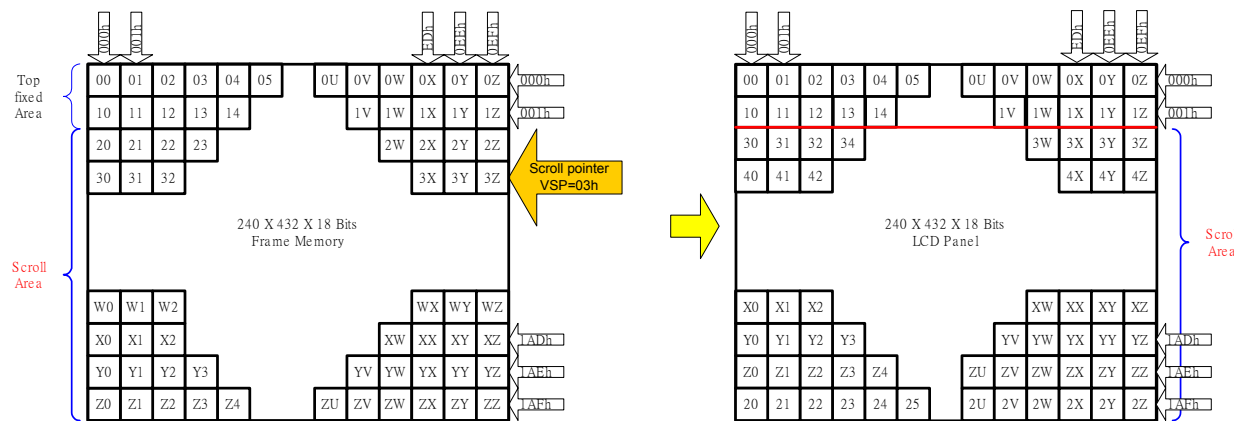 000h 001h EDh 0EEh 0EFh
Top
fixed
Area
00 01 02 03 04 05 0U 0V 0W 0X 0Y 0Z 000h
10 11 12 13 14 1V 1W 1X 1Y 1Z 001h
20 21 22 23 2W 2X 2Y 2Z
30 31 32 3X 3Y 3Z
Scroll pointer
VSP=03h
240 X 432 X 18 Bits
Frame Memory
Scroll
Area
W0 W1 W2 WX WY WZ
X0 X1 X2 XW XX XY XZ 1ADh
Y0 Y1 Y2 Y3 YV YW YX YY YZ 1AEh
Z0 Z1 Z2 Z3 Z4 ZU ZV ZW ZX ZY ZZ 1AFh
000h 001h EDh 0EEh 0EFh
00 01 02 03 04 05 0U 0V 0W 0X 0Y 0Z 000h
10 11 12 13 14 1V 1W 1X 1Y 1Z 001h
30 31 32 34 3W 3X 3Y 3Z
40 41 42 4X 4Y 4Z
240 X 432 X 18 Bits
LCD Panel
Scro
Area
X0 X1 X2 XW XX XY XZ
Y0 Y1 Y2 Y3 YV YW YX YY YZ 1ADh
Z0 Z1 Z2 Z3 Z4 ZU ZV ZW ZX ZY ZZ 1AEh
20 21 22 23 24 25 2U 2V 2W 2X 2Y 2Z 1AFh